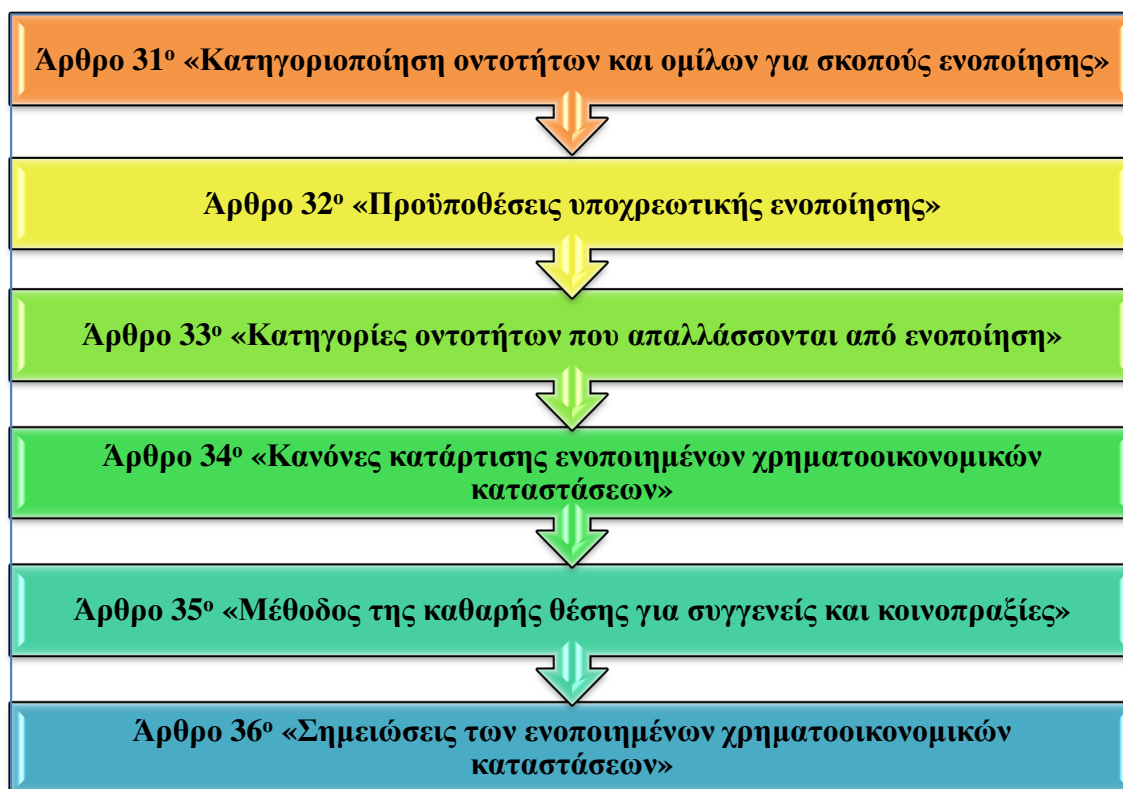 Άρθρο 31ο «Κατηγοριοποίηση οντοτήτων και ομίλων για σκοπούς ενοποίησης»
Άρθρο 32ο «Προϋποθέσεις υποχρεωτικής ενοποίησης»
Άρθρο 33ο «Κατηγορίες οντοτήτων που απαλλάσσονται από ενοποίηση»
Άρθρο 34ο «Κανόνες κατάρτισης ενοποιημένων χρηματοοικονομικών
καταστάσεων»
Άρθρο 35ο «Μέθοδος της καθαρής θέσης για συγγενείς και κοινοπραξίες»
Άρθρο 36ο «Σημειώσεις των ενοποιημένων χρηματοοικονομικών
καταστάσεων»